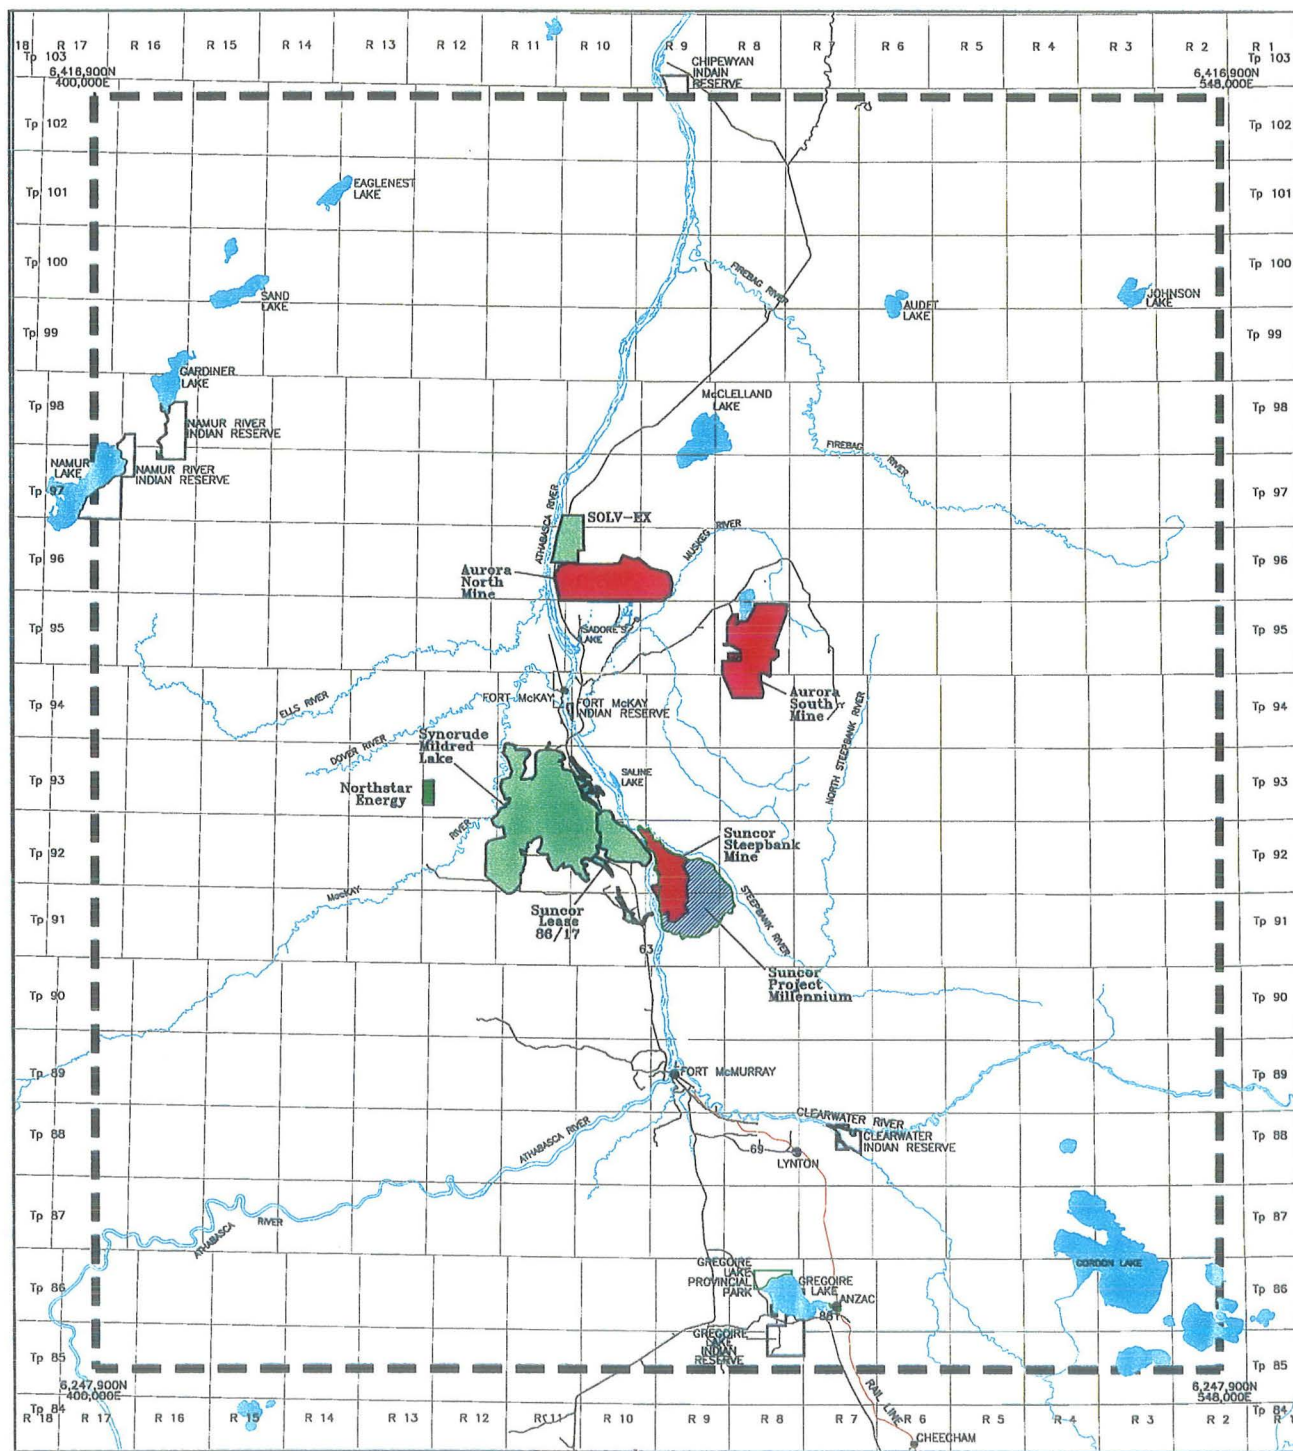 18 R 17 R 16 R 15 R 14 R 13 R 12 R 11 R 10 R 9 R 8 R 7 R 6 R 5 R 4 R 3 R 2 R 1
Tp 103
Tp 103
6,416,900N
400,000E
6,416,900N
548,000E
CHIPEWYAN
INDAIN
RESERVE
Tp 102
Tp 102
Tp 101
EAGLENEST
LAKE
Tp 101
Tp 100
SAND
LAKE
FIREBAG RIVER
AUDET
LAKE
JOHNSON
LAKE
Tp 100
Tp 99
Tp 99
GARDINER
LAKE
Tp 98
NAMUR RIVER
INDIAN RESERVE
McCLELLAND
LAKE
FIREBAG
RIVER
Tp 98
NAMUR
LAKE
NAMUR RIVER
INDIAN RESERVE
Tp 97
Tp 97
ATHABASCA RIVER
SOLV-EX
MUSKEG RIVER
Tp 96
Aurora
North
Mine
Tp 96
Tp 95
ISADORE'S
LAKE
Tp 95
Tp 94
ELLS RIVER
FORT McKAY
FORT McKAY
INDIAN RESERVE
Aurora
South
Mine
Tp 94
DOVER RIVER
Syncrude
Mildred
Lake
NORTH STEEPBANK RIVER
Tp 93
Northstar
Energy
SALINE
LAKE
Tp 93
RIVER
Tp 92
Suncor
Steepbank
Mine
Tp 92
McKAY
Tp 91
Suncor
Lease
86/17
STEEPBANK RIVER
Tp 91
63
Suncor
Project
Millennium
Tp 90
Tp 90
Tp 89
FORT McMURRAY
Tp 89
CLEARWATER RIVER
Tp 88
ATHABASCA RIVER
69
LYNTON
CLEARWATER
INDIAN RESERVE
Tp 88
Tp 87
ATHABASCA
RIVER
Tp 87
GREGOIRE
LAKE
PROVINCIAL
PARK
GREGOIRE
LAKE
GORDON LAKE
Tp 86
ANZAC
881
Tp 86
GREGOIRE
LAKE
INDIAN
RESERVE
Tp 85
Tp 85
6,247,900N
400,000E
RAIL LINE
6,247,900N
548,000E
Tp 84
Tp 84
R 18 R 17 R 16 R 15 R 14 R 13 R 12 R 11 R 10 R 9 R 8 R 7 R 6 R 5 R 4 R 3 R 2 R 1
CHEECHAM